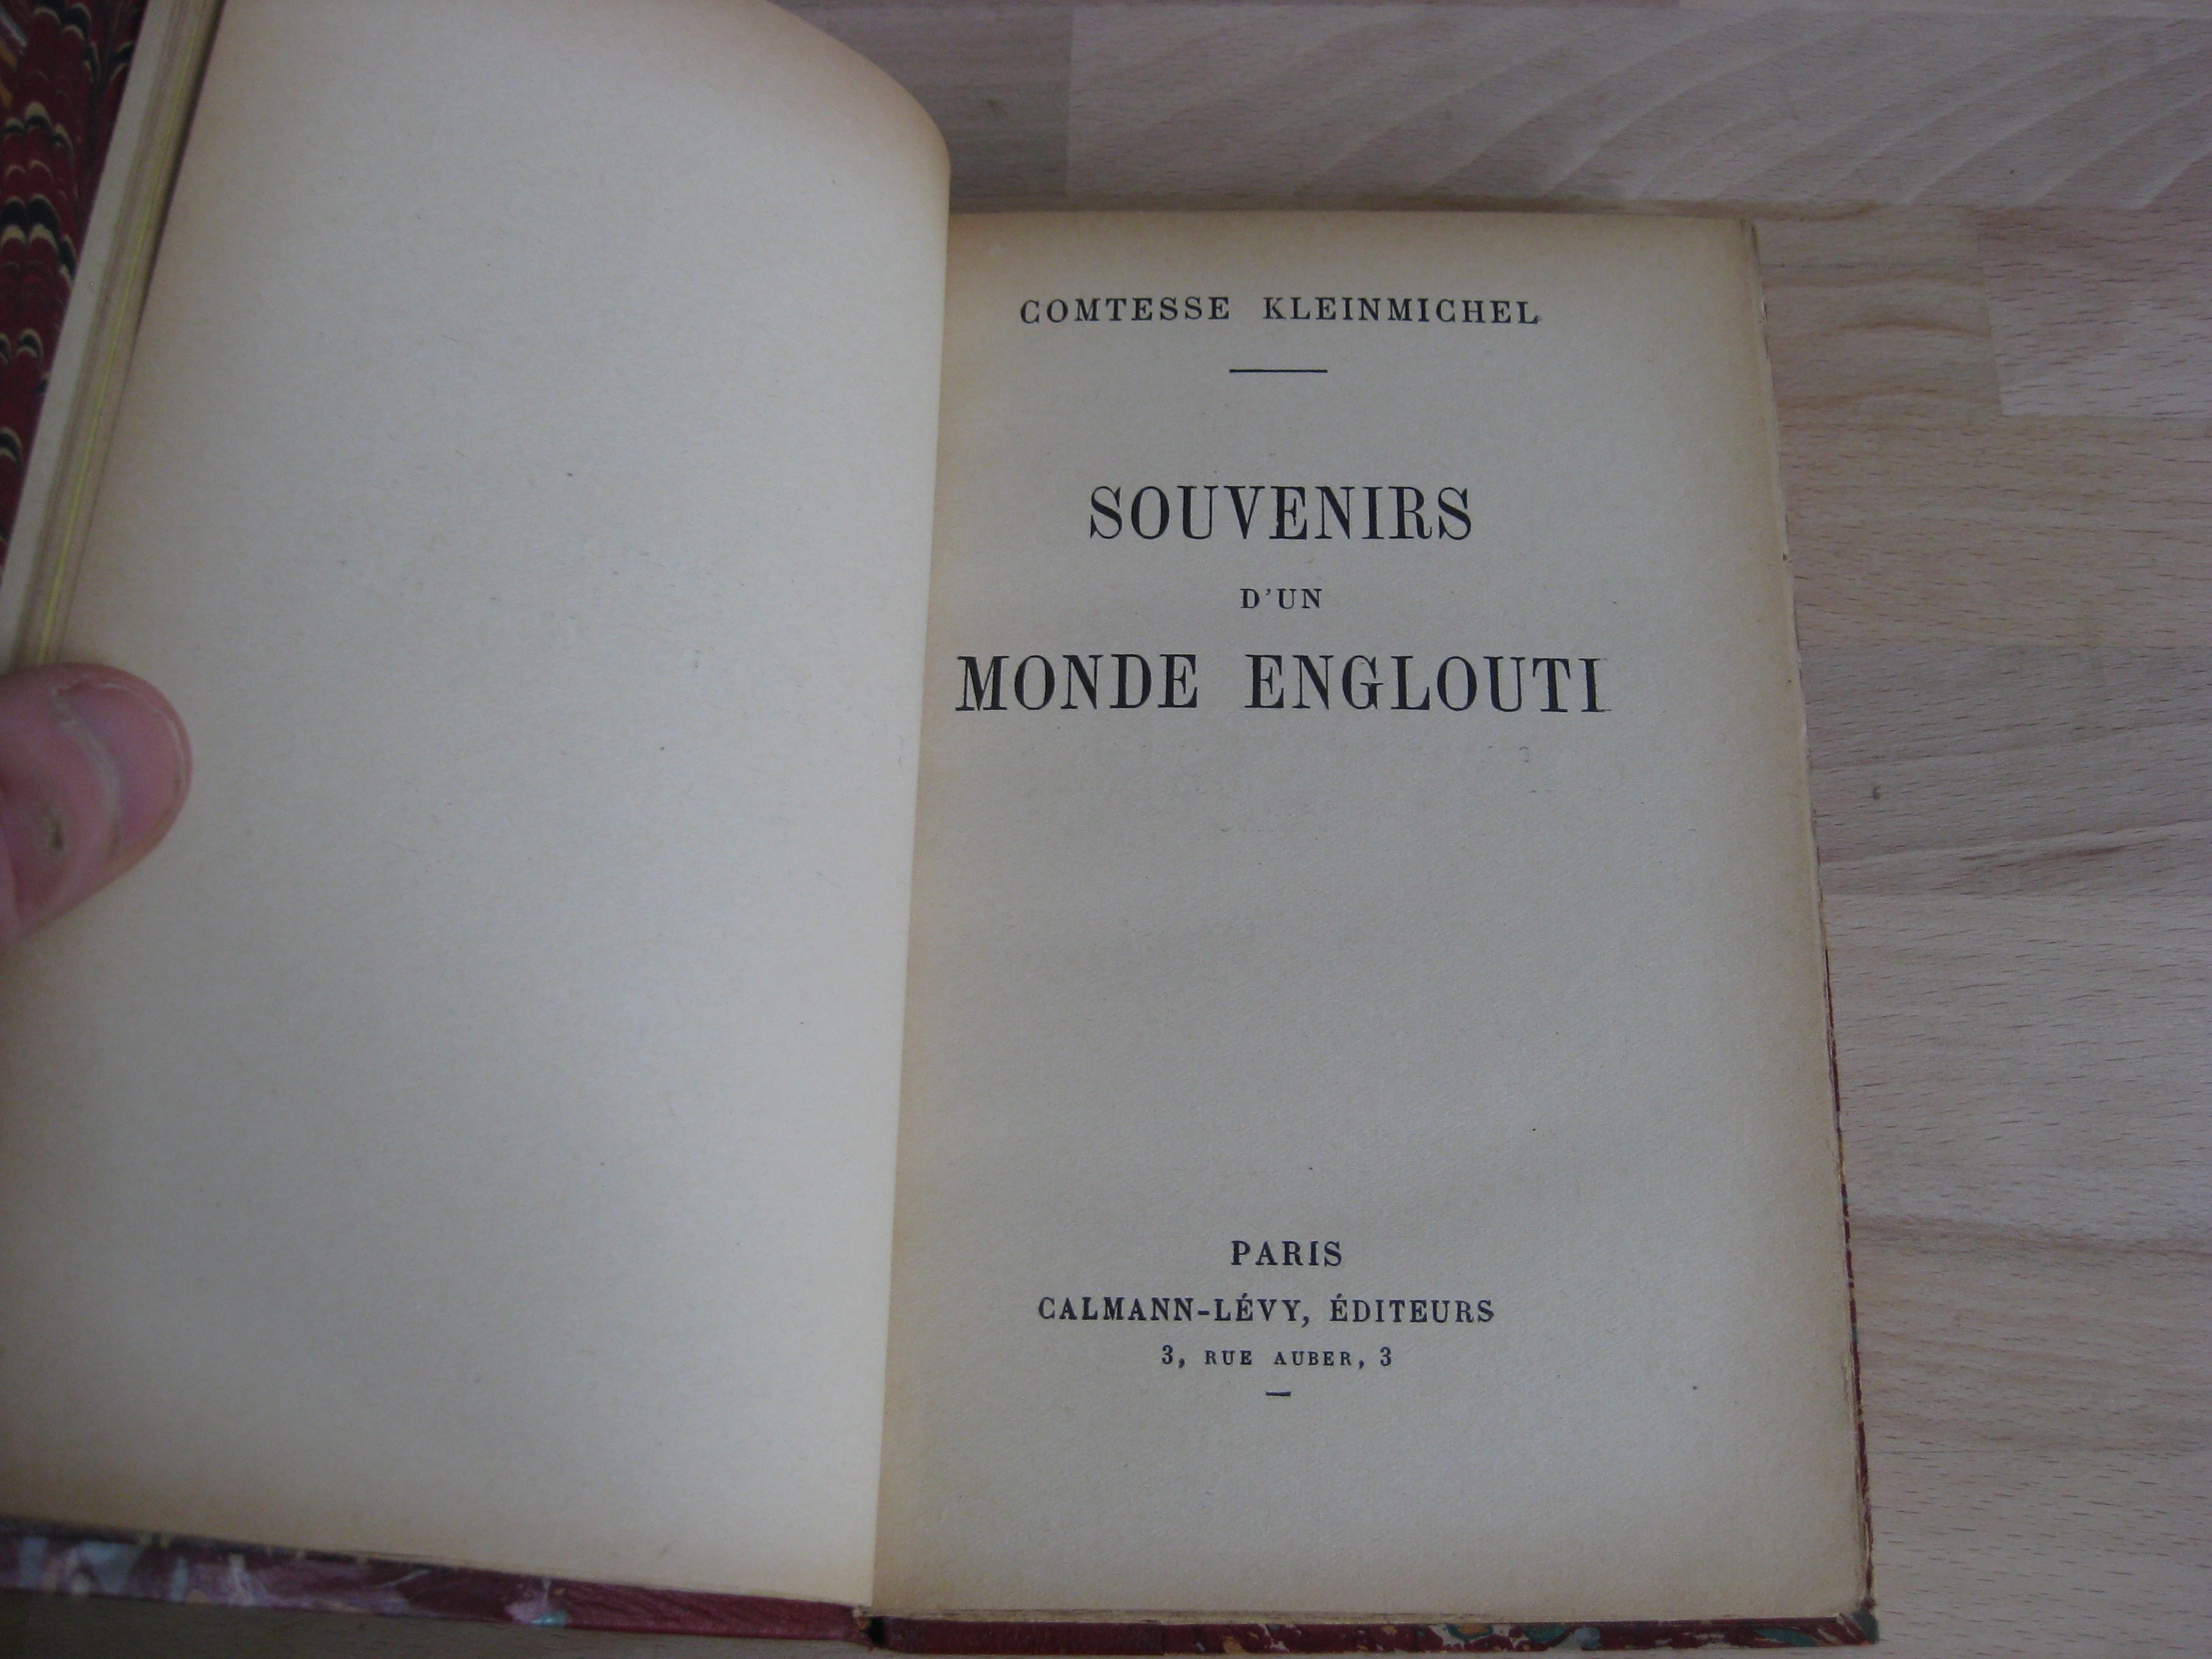 COMTESSE KLEINMICHEL
SOUVENIRS
D'UN
MONDE ENGLOUTI
PARIS
CALMANN-LÉVY, ÉDITEURS
3, RUE AUBER, 3